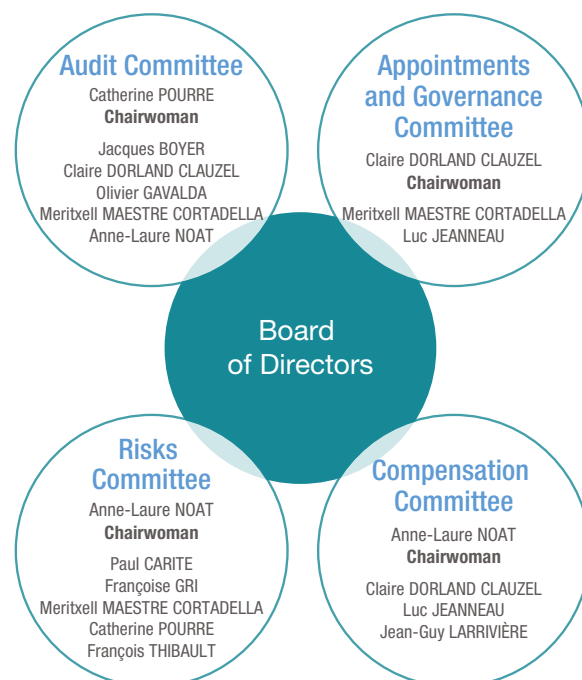 Audit Committee
Catherine POURRE
Chairwoman
Jacques BOYER
Claire DORLAND CLAUZEL
Olivier GAVALDA
Meritxell MAESTRE CORTADELLA
Anne-Laure NOAT
Appointments
and Governance
Committee
Claire DORLAND CLAUZEL
Chairwoman
Meritxell MAESTRE CORTADELLA
Luc JEANNEAU
Board
of Directors
Risks
Committee
Anne-Laure NOAT
Chairwoman
Paul CARITE
Françoise GRI
Meritxell MAESTRE CORTADELLA
Catherine POURRE
François THIBAULT
Compensation
Committee
Anne-Laure NOAT
Chairwoman
Claire DORLAND CLAUZEL
Luc JEANNEAU
Jean-Guy LARRIVIÈRE